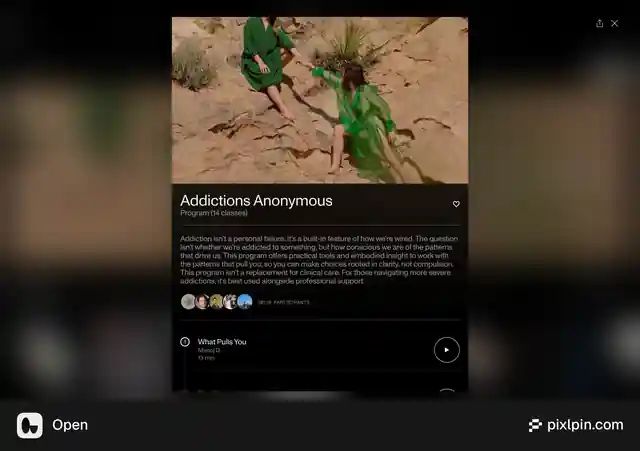 Addictions Anonymous
Program (14 classes)
Addiction isn't a personal failure. It's a built-in feature of how we're wired. The question
isn't whether we're addicted to something, but how conscious we are of the patterns
that drive us. This program offers practical tools and embodied insight to work with
the patterns that pull you, so you can make choices rooted in clarity, not compulsion.
This program isn't a replacement for clinical care. For those navigating more severe
addictions, it's best used alongside professional support.
PARTICIPANTS
What Pulls You
Manoj D
13 min
Open
pixlpin.com